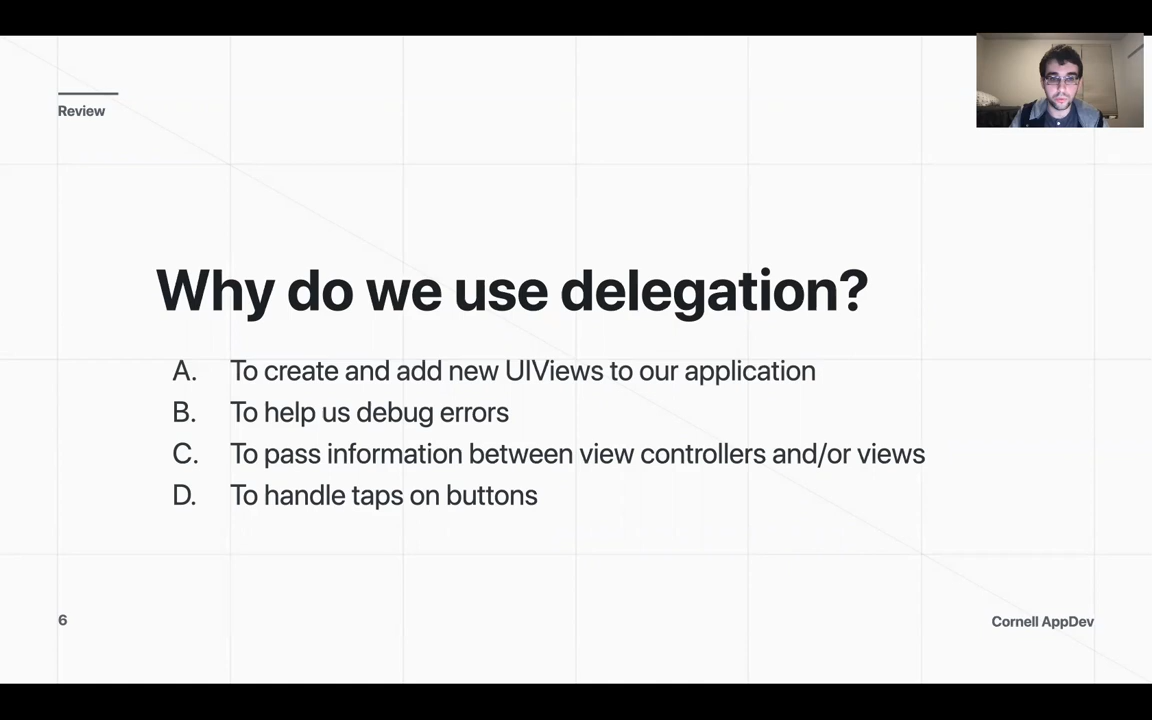 Review
Why do we use delegation?
A. To create and add new UIViews to our application
B. To help us debug errors
C. To pass information between view controllers and/or views
D. To handle taps on buttons
6
Cornell AppDev